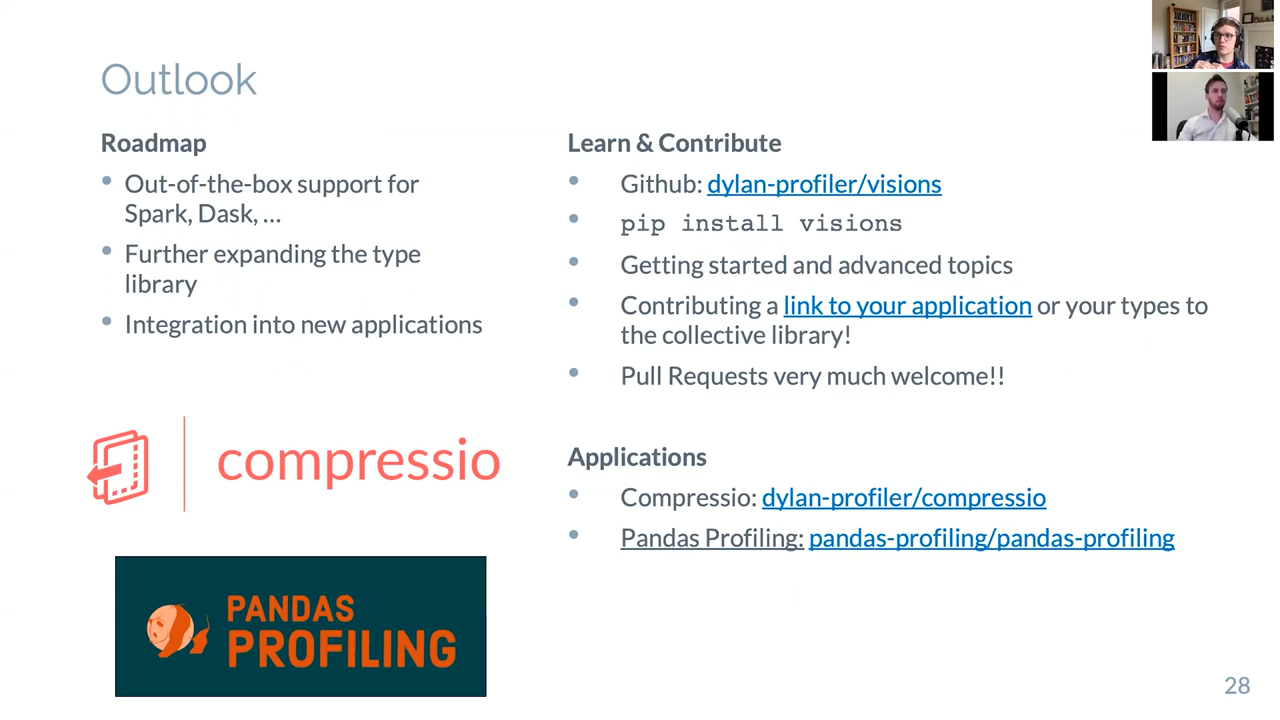 Outlook
Roadmap
• Out-of-the-box support for
Spark, Dask, ...
• Further expanding the type
library
• Integration into new applications
compressio
PANDAS
PROFILING
Learn & Contribute
• Github: dylan-profiler/visions
• pip install visions
• Getting started and advanced topics
• Contributing a link to your application or your types to
the collective library!
• Pull Requests very much welcome!!
Applications
• Compressio: dylan-profiler/compressio
• Pandas Profiling: pandas-profiling/pandas-profiling
28